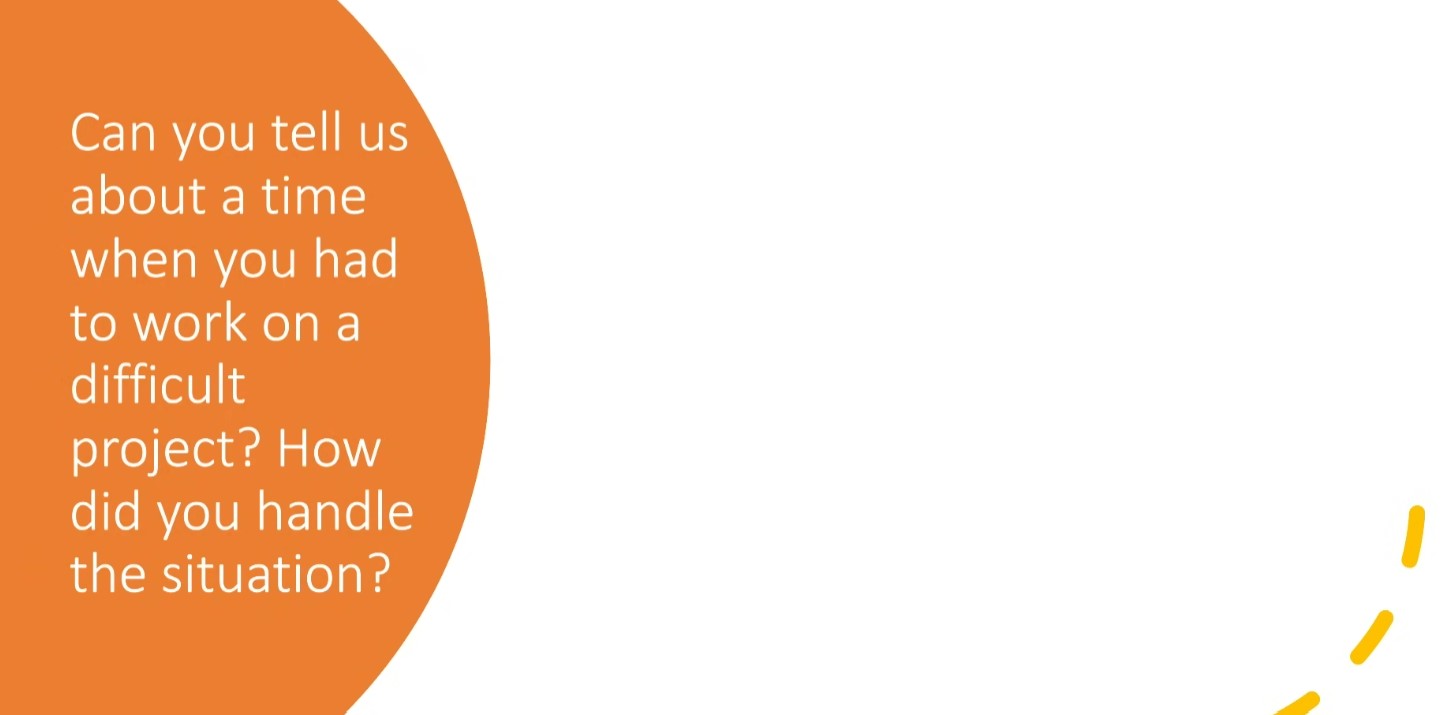 Can you tell us
about a time
when you had
to work on a
difficult
project? How
did you handle
the situation?